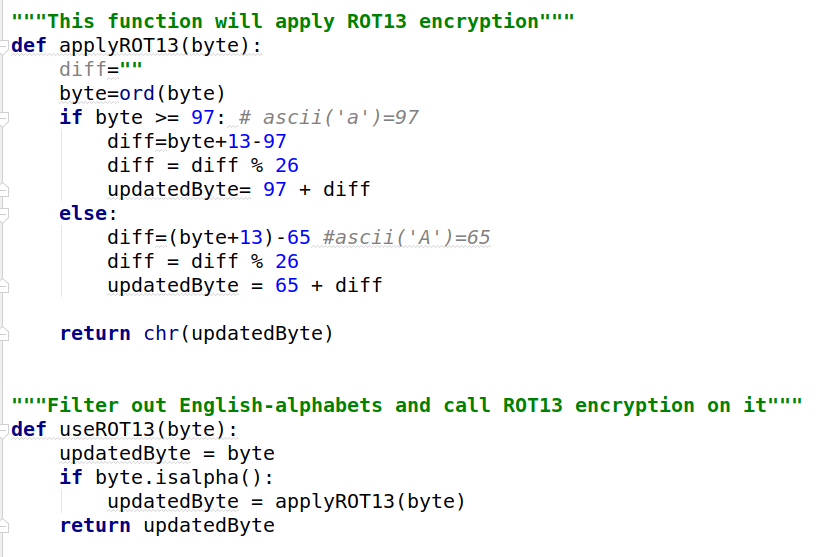 """This function will apply ROT13 encryption"""
def applyROT13(byte):
    diff=""
    byte=ord(byte)
    if byte >= 97: # ascii('a')=97
        diff=byte+13-97
        diff = diff % 26
        updatedByte= 97 + diff
    else:
        diff=(byte+13)-65 #ascii('A')=65
        diff = diff % 26
        updatedByte = 65 + diff

    return chr(updatedByte)


"""Filter out English-alphabets and call ROT13 encryption on it"""
def useROT13(byte):
    updatedByte = byte
    if byte.isalpha():
        updatedByte = applyROT13(byte)
    return updatedByte